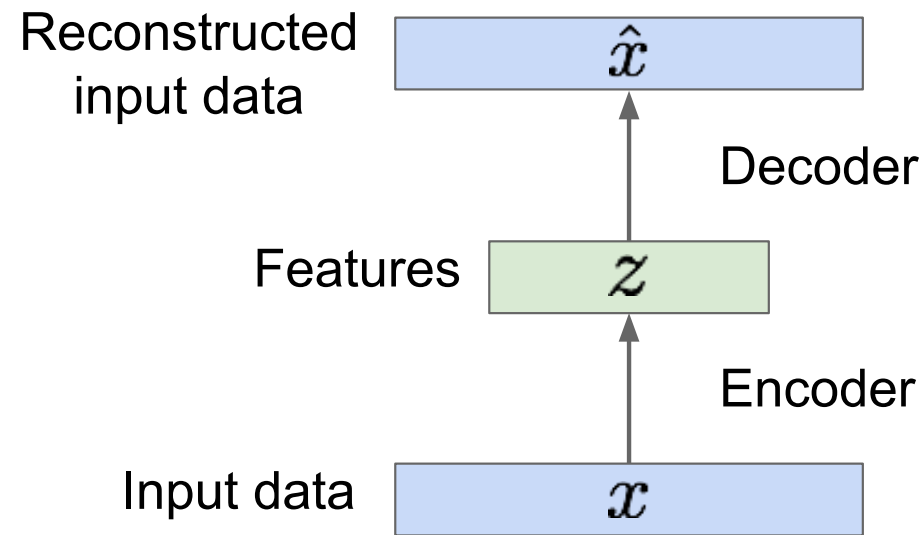 Reconstructed
input data
x̂
Decoder
Features
z
Encoder
Input data
x